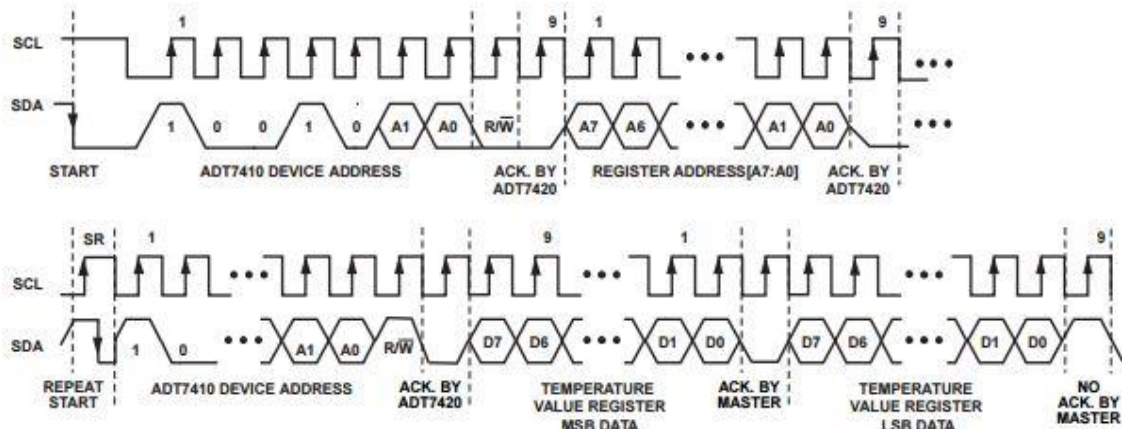 1 9 1 9
SCL
SDA
1 0 0 1 0 A1 A0 R/W̅ A7 A6 A1 A0
START ADT7410 DEVICE ADDRESS ACK. BY REGISTER ADDRESS[A7:A0] ACK. BY
ADT7420 ADT7420
SR 1 9 1 9
SCL
SDA
1 0 A1 A0 R/W̅ D7 D6 D1 D0 D7 D6 D1 D0
REPEAT ADT7410 DEVICE ADDRESS ACK. BY TEMPERATURE ACK. BY TEMPERATURE NO
START ADT7420 VALUE REGISTER MASTER VALUE REGISTER ACK. BY
MSB DATA LSB DATA MASTER